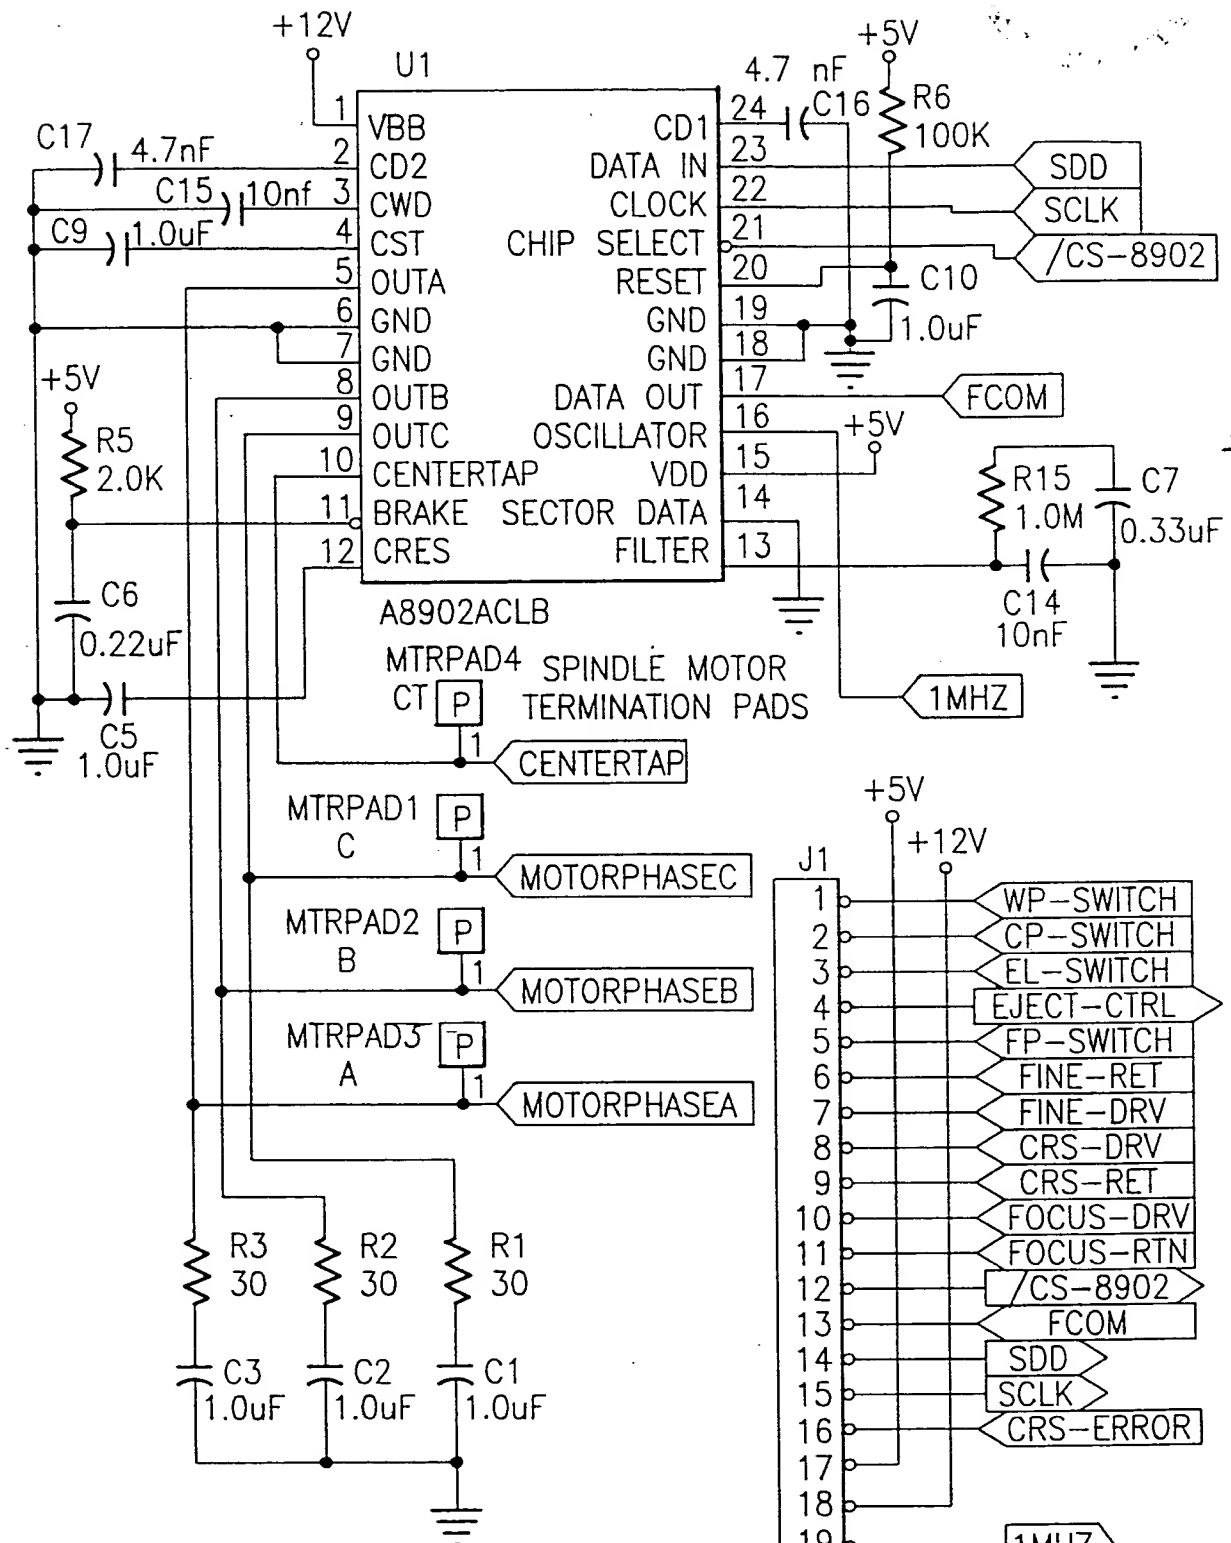 +12V
U1
+5V
4.7 nF
C16
R6
100K
C17
4.7nF
C15
10nf
C9
1.0uF
1 VBB
2 CD2
3 CWD
4 CST
5 OUTA
6 GND
7 GND
8 OUTB
9 OUTC
10 CENTERTAP
11 BRAKE
12 CRES
CD1 24
DATA IN 23
CLOCK 22
CHIP SELECT 21
RESET 20
GND 19
GND 18
DATA OUT 17
OSCILLATOR 16
VDD 15
SECTOR DATA 14
FILTER 13
SDD
SCLK
/CS-8902
C10
1.0uF
FCOM
+5V
+5V
R5
2.0K
R15
1.0M
C7
0.33uF
C14
10nF
C6
0.22uF
C5
1.0uF
A8902ACLB
MTRPAD4
CT P
1
SPINDLE MOTOR
TERMINATION PADS
1MHZ
CENTERTAP
MTRPAD1
C
P
1
MOTORPHASEC
MTRPAD2
B
P
1
MOTORPHASEB
MTRPAD3
A
P
1
MOTORPHASEA
R3
30
R2
30
R1
30
C3
1.0uF
C2
1.0uF
C1
1.0uF
+5V
+12V
J1
1 WP-SWITCH
2 CP-SWITCH
3 EL-SWITCH
4 EJECT-CTRL
5 FP-SWITCH
6 FINE-RET
7 FINE-DRV
8 CRS-DRV
9 CRS-RET
10 FOCUS-DRV
11 FOCUS-RTN
12 /CS-8902
13 FCOM
14 SDD
15 SCLK
16 CRS-ERROR
17
18
19 1MHZ